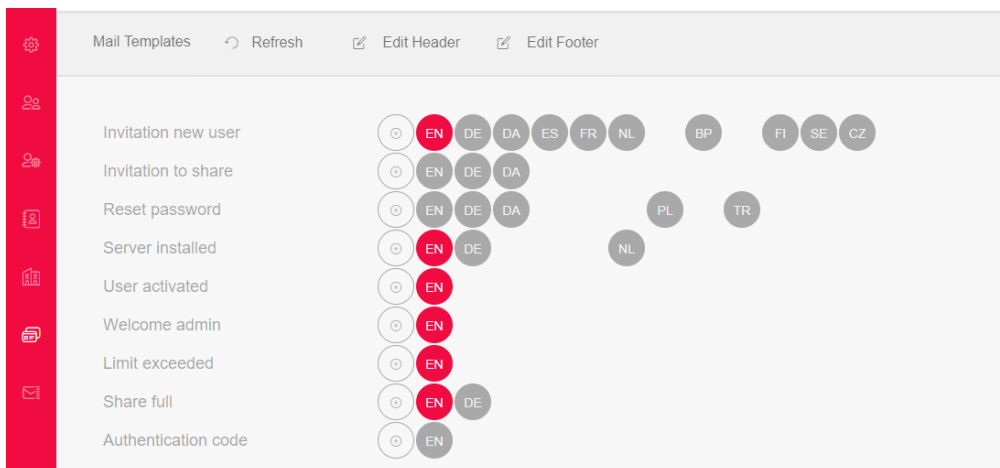 Mail Templates Refresh Edit Header Edit Footer
Invitation new user EN DE DA ES FR NL BP FI SE CZ
Invitation to share EN DE DA
Reset password EN DE DA PL TR
Server installed EN DE NL
User activated EN
Welcome admin EN
Limit exceeded EN
Share full EN DE
Authentication code EN